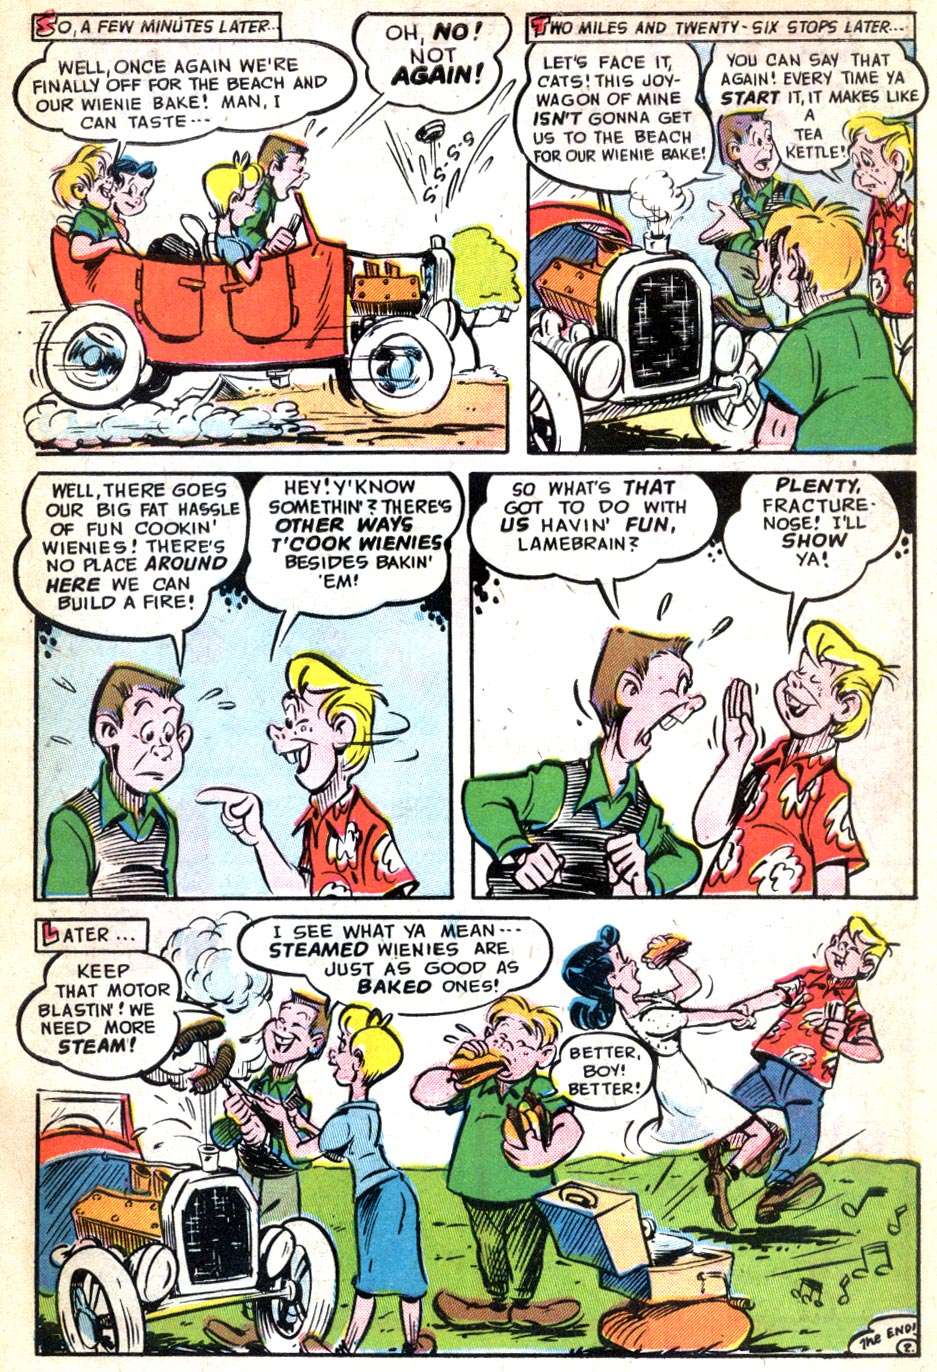 SO, A FEW MINUTES LATER...
WELL, ONCE AGAIN WE'RE
FINALLY OFF FOR THE BEACH AND
OUR WIENIE BAKE! MAN, I
CAN TASTE ---
OH, NO!
NOT
AGAIN!
S-S-S-S
TWO MILES AND TWENTY-SIX STOPS LATER...
LET'S FACE IT,
CATS! THIS JOY-
WAGON OF MINE
ISN'T GONNA GET
US TO THE BEACH
FOR OUR WIENIE BAKE!
YOU CAN SAY THAT
AGAIN! EVERY TIME YA
START IT, IT MAKES LIKE
A
TEA
KETTLE!
WELL, THERE GOES
OUR BIG FAT HASSLE
OF FUN COOKIN'
WIENIES! THERE'S
NO PLACE AROUND
HERE WE CAN
BUILD A FIRE!
HEY! Y'KNOW
SOMETHIN'? THERE'S
OTHER WAYS
T'COOK WIENIES
BESIDES BAKIN'
'EM!
SO WHAT'S THAT
GOT TO DO WITH
US HAVIN' FUN,
LAMEBRAIN?
PLENTY,
FRACTURE-
NOSE! I'LL
SHOW
YA!
LATER ...
KEEP
THAT MOTOR
BLASTIN'! WE
NEED MORE
STEAM!
I SEE WHAT YA MEAN ---
STEAMED WIENIES ARE
JUST AS GOOD AS
BAKED ONES!
BETTER,
BOY!
BETTER!
The END!
2.